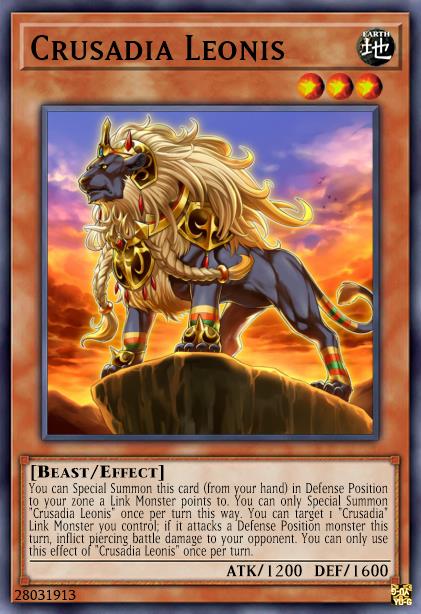 Crusadia Leonis
EARTH
地
[Beast/Effect]
You can Special Summon this card (from your hand) in Defense Position
to your zone a Link Monster points to. You can only Special Summon
"Crusadia Leonis" once per turn this way. You can target 1 "Crusadia"
Link Monster you control; if it attacks a Defense Position monster this
turn, inflict piercing battle damage to your opponent. You can only use
this effect of "Crusadia Leonis" once per turn.
ATK/1200 DEF/1600
28031913